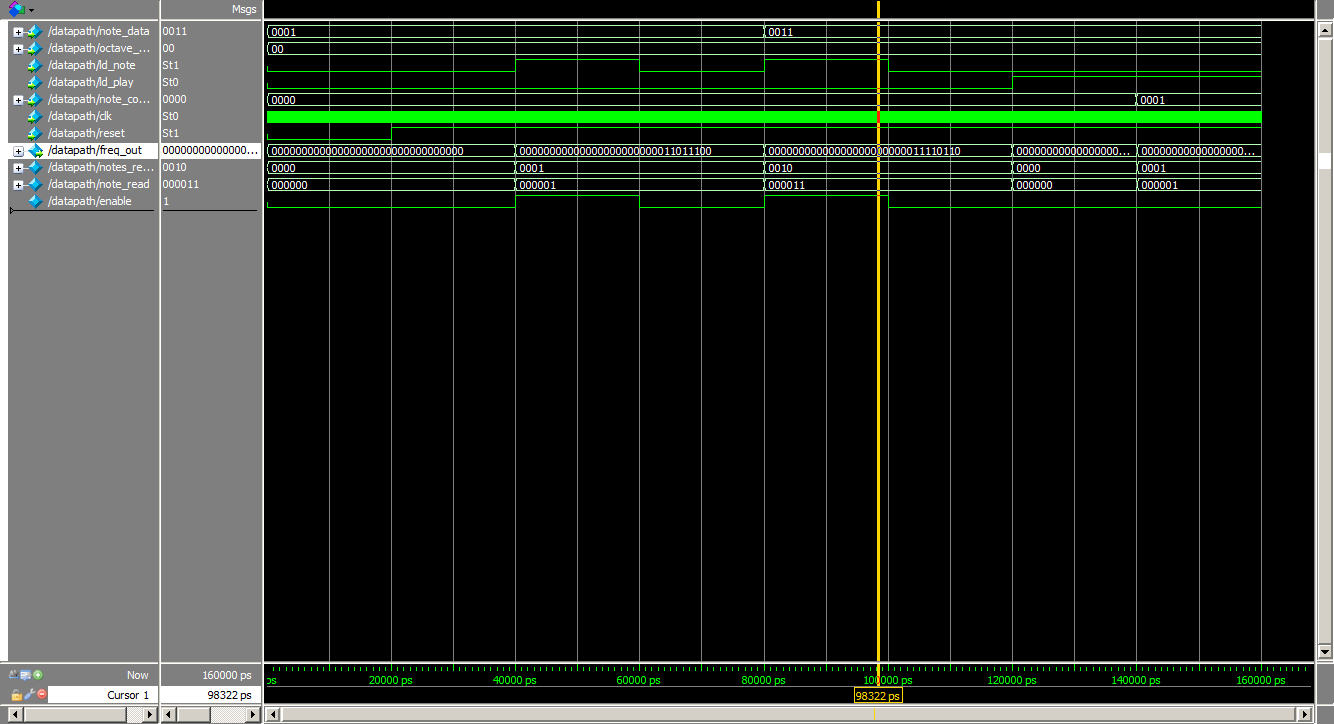 Msgs
/datapath/note_data 0011 0001 0011
/datapath/octave_... 00 00
/datapath/ld_note St1
/datapath/ld_play St0
/datapath/note_co... 0000 0000 0001
/datapath/clk St0
/datapath/reset St1
/datapath/freq_out 00000000000000... 00000000000000000000000000000000 00000000000000000000000011011100 00000000000000000000000011110110 000000000000000000... 000000000000000000...
/datapath/notes_re... 0010 0000 0001 0010 0000 0001
/datapath/note_read 000011 000000 000001 000011 000000 000001
/datapath/enable 1
Now 160000 ps ps 20000 ps 40000 ps 60000 ps 80000 ps 100000 ps 120000 ps 140000 ps 160000 ps
Cursor 1 98322 ps 98322 ps